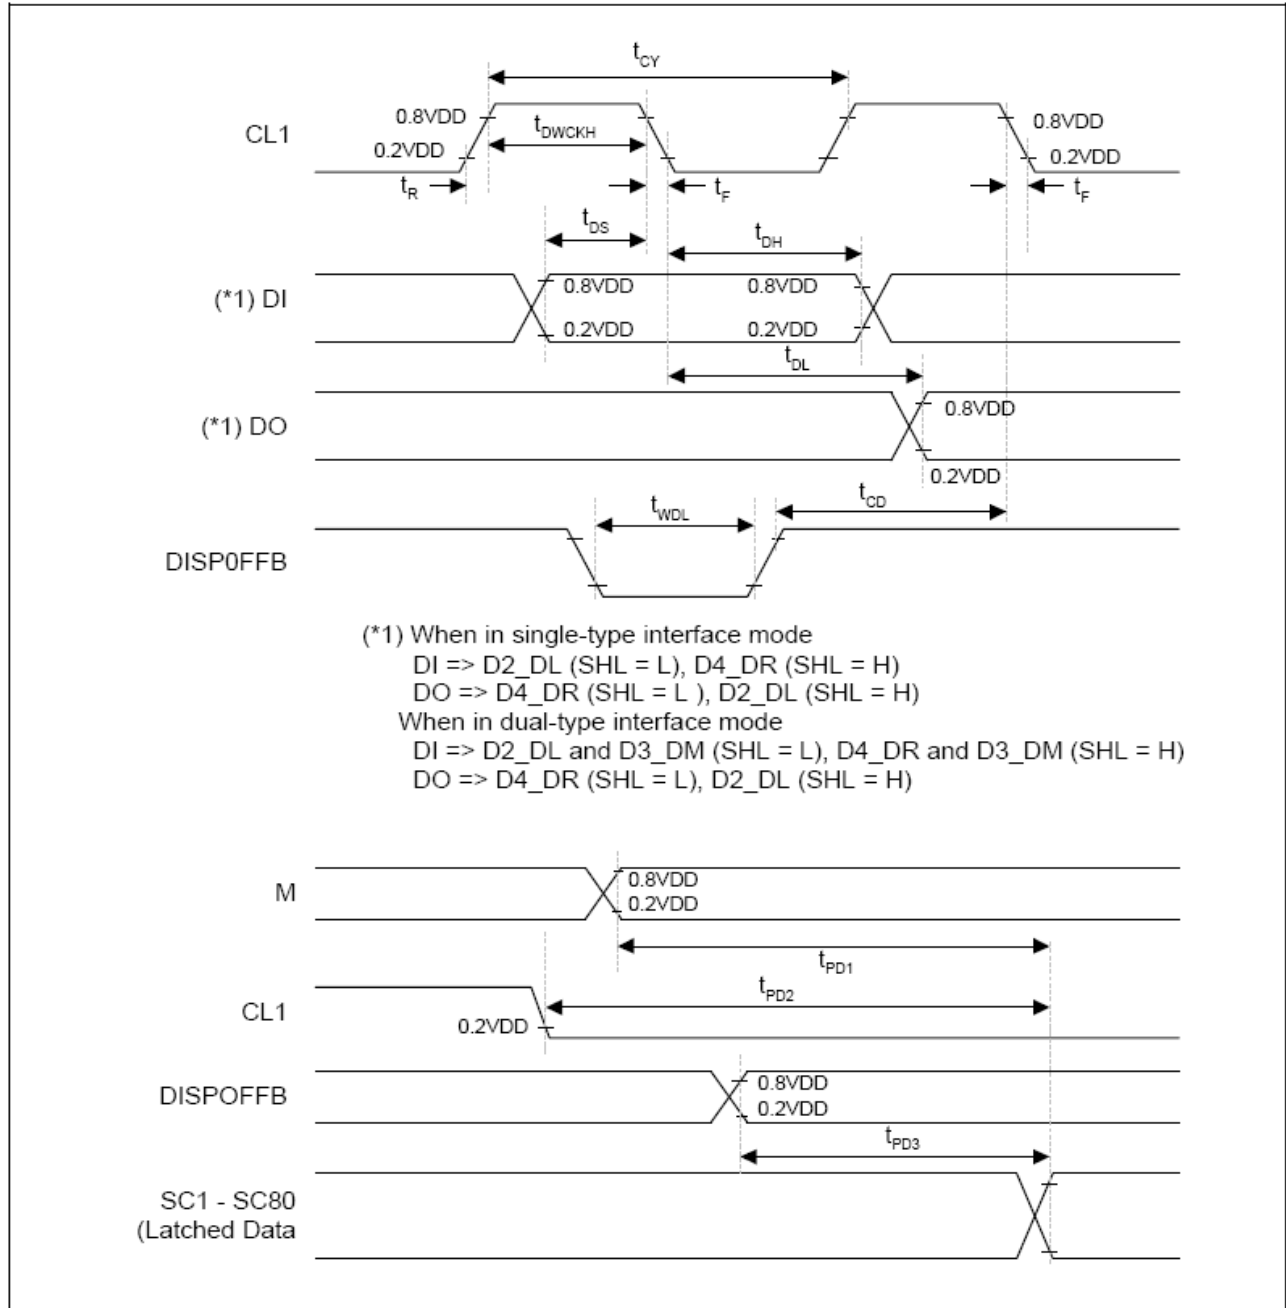 tCY
CL1
0.8VDD
tDWCKH
0.8VDD
0.2VDD
0.2VDD
tR
tF
tF
tDS
tDH
(*1) DI
0.8VDD
0.8VDD
0.2VDD
0.2VDD
tDL
(*1) DO
0.8VDD
0.2VDD
tWDL
tCD
DISP0FFB
(*1) When in single-type interface mode
DI => D2_DL (SHL = L), D4_DR (SHL = H)
DO => D4_DR (SHL = L ), D2_DL (SHL = H)
When in dual-type interface mode
DI => D2_DL and D3_DM (SHL = L), D4_DR and D3_DM (SHL = H)
DO => D4_DR (SHL = L), D2_DL (SHL = H)
M
0.8VDD
0.2VDD
tPD1
CL1
tPD2
0.2VDD
DISPOFFB
0.8VDD
0.2VDD
tPD3
SC1 - SC80
(Latched Data